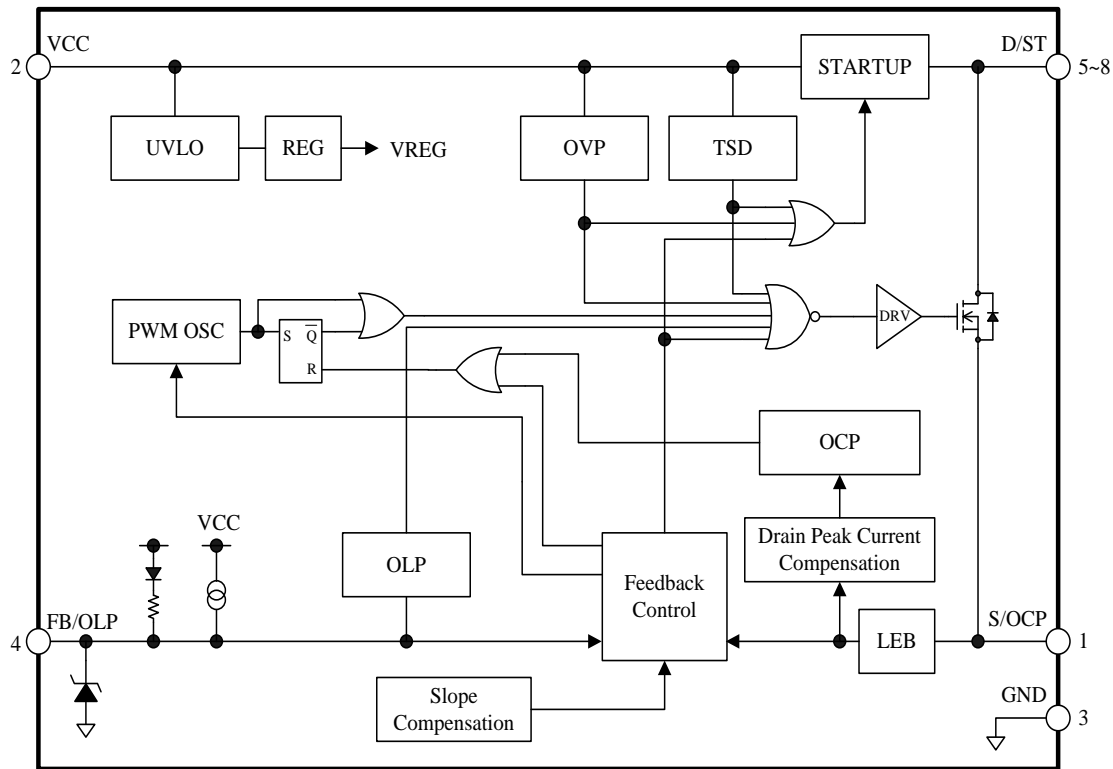 VCC
D/ST
2
5~8
STARTUP
UVLO
REG
VREG
OVP
TSD
PWM OSC
S
Q̅
R
DRV
OCP
VCC
OLP
Feedback
Control
Drain Peak Current
Compensation
FB/OLP
S/OCP
4
LEB
1
Slope
Compensation
GND
3